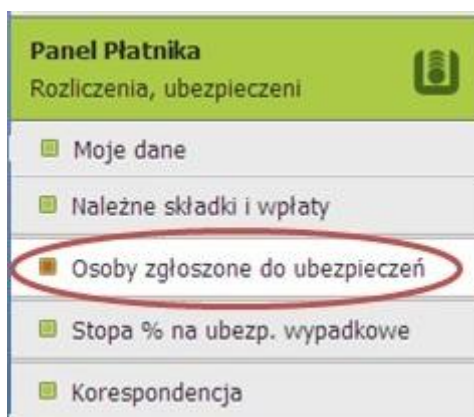 Panel Płatnika
Rozliczenia, ubezpieczeni
Moje dane
Należne składki i wpłaty
Osoby zgłoszone do ubezpieczeń
Stopa % na ubezp. wypadkowe
Korespondencja